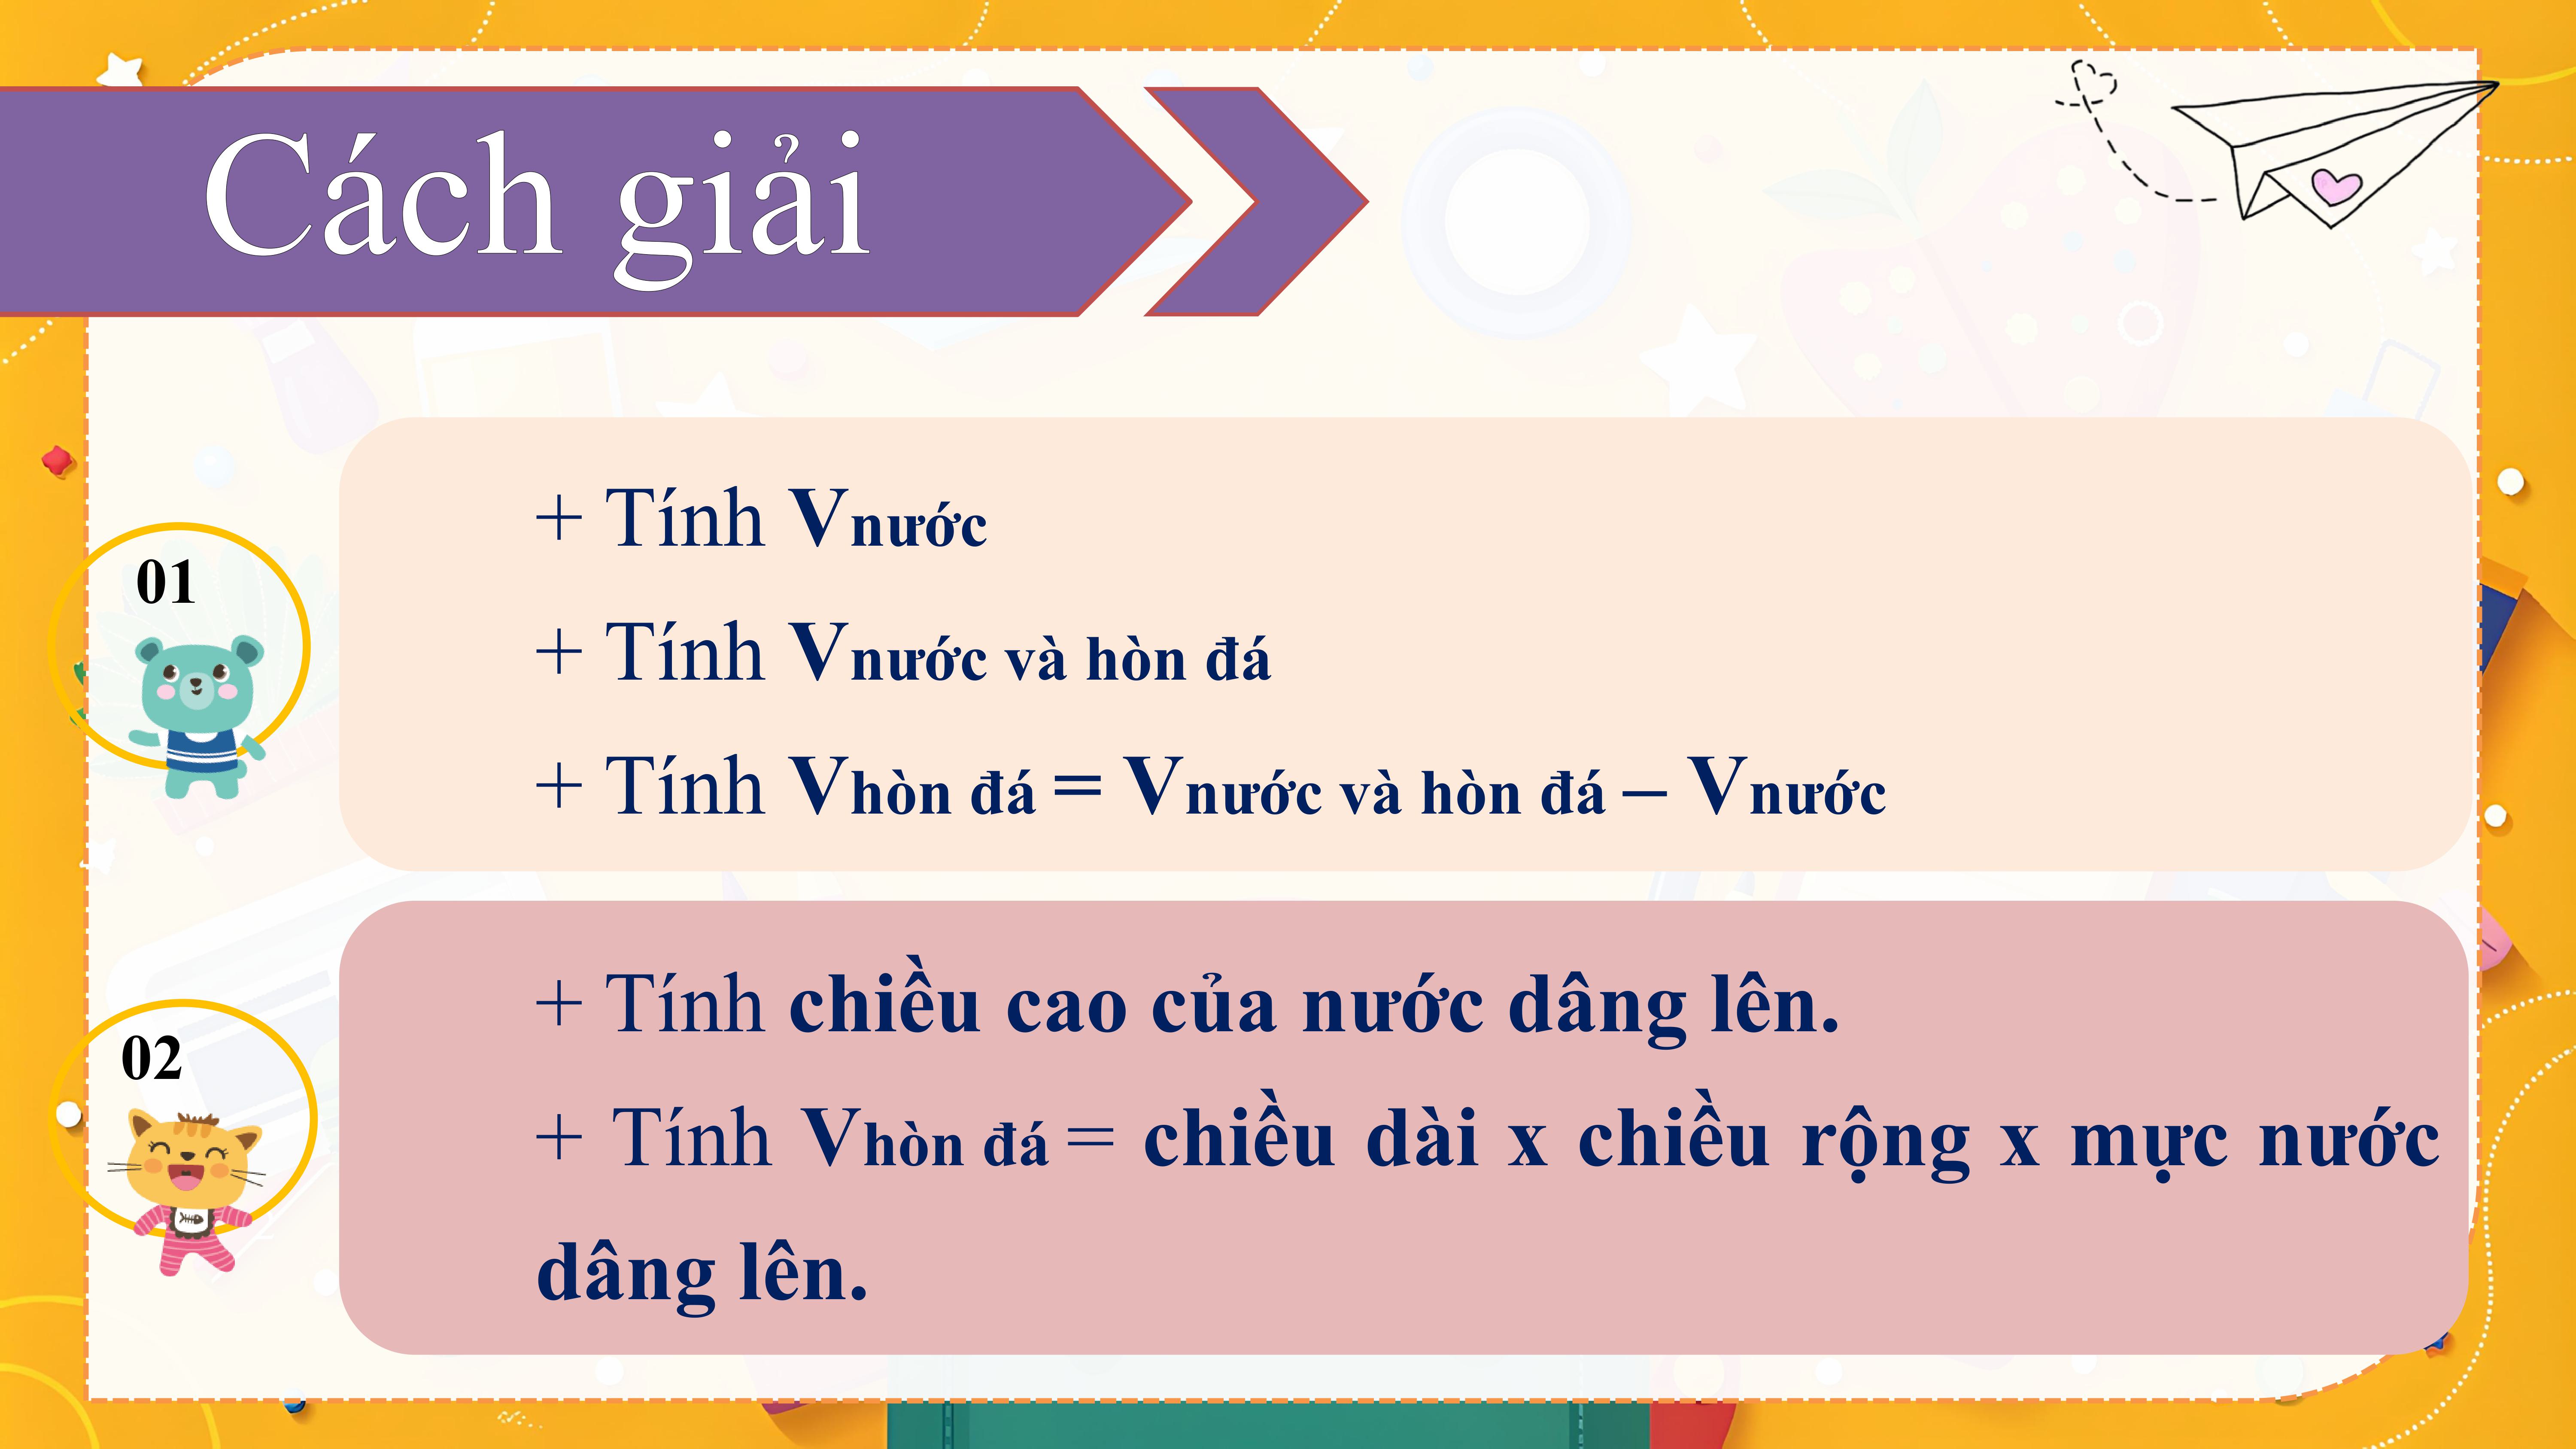 Cách giải
01
+ Tính Vnước
+ Tính Vnước và hòn đá
+ Tính Vhòn đá = Vnước và hòn đá – Vnước
02
+ Tính chiều cao của nước dâng lên.
+ Tính Vhòn đá = chiều dài x chiều rộng x mực nước
dâng lên.